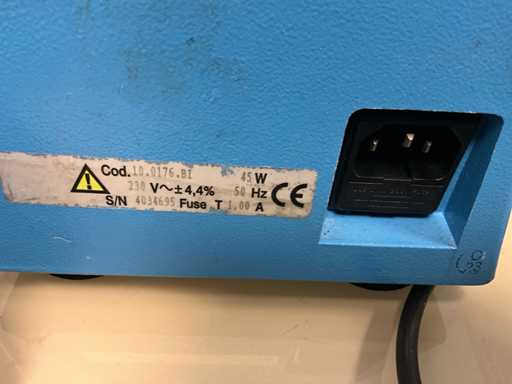 Cod. 10.0176.BI 45 W
230 V~±4,4% 50 Hz CE
S/N 4034695 Fuse T 1.00 A